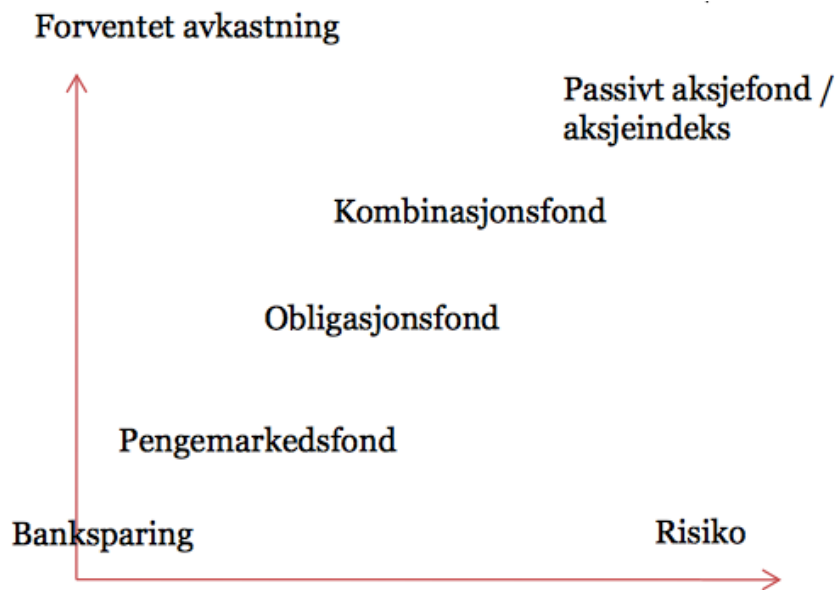 Forventet avkastning
Passivt aksjefond /
aksjeindeks
Kombinasjonsfond
Obligasjonsfond
Pengemarkedsfond
Banksparing
Risiko